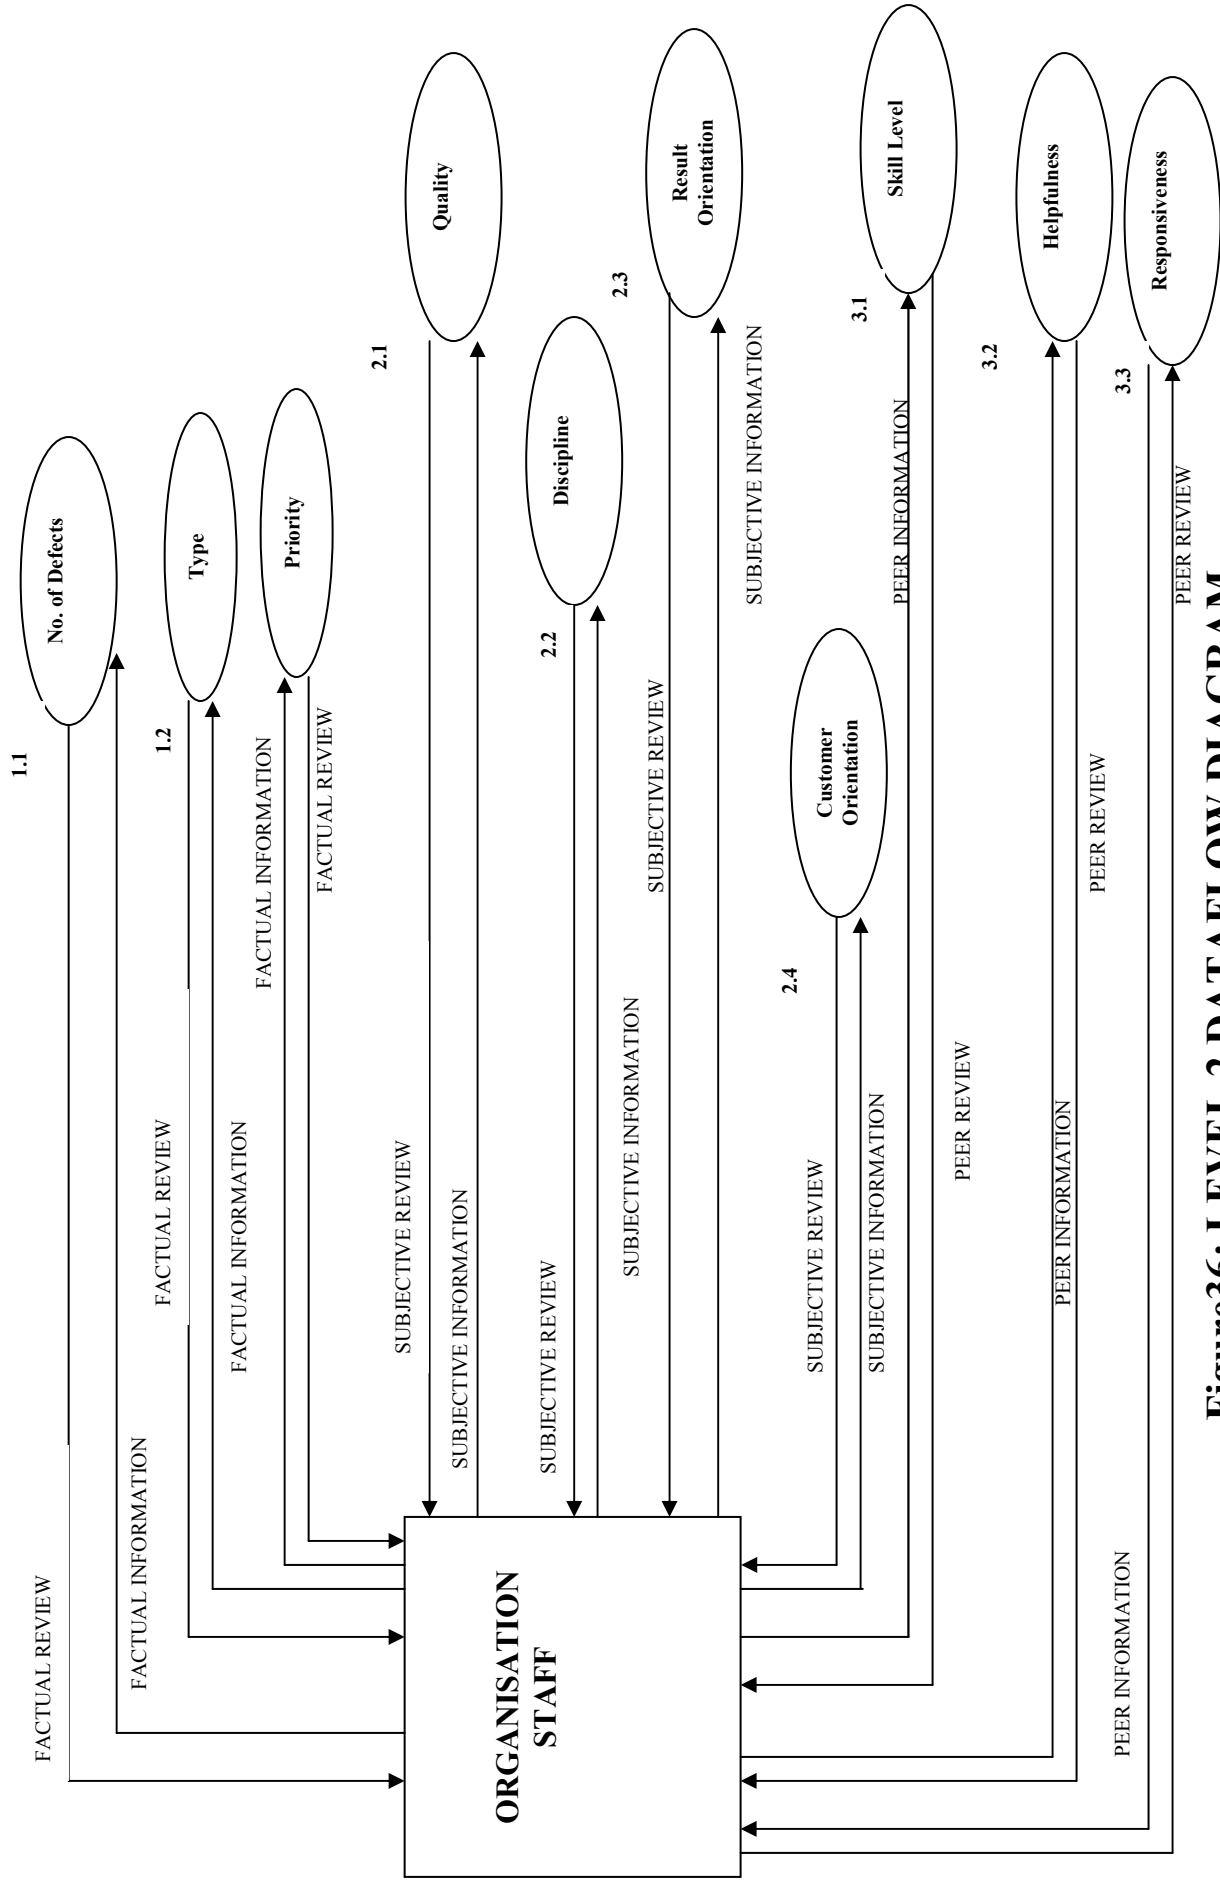 1.1
FACTUAL REVIEW
No. of Defects
FACTUAL INFORMATION
FACTUAL REVIEW
1.2
Type
FACTUAL INFORMATION
FACTUAL INFORMATION
Priority
FACTUAL REVIEW
2.1
SUBJECTIVE REVIEW
Quality
SUBJECTIVE INFORMATION
ORGANISATION
STAFF
SUBJECTIVE REVIEW
2.2
Discipline
2.3
SUBJECTIVE INFORMATION
SUBJECTIVE REVIEW
Result
Orientation
SUBJECTIVE INFORMATION
2.4
SUBJECTIVE REVIEW
Customer
Orientation
SUBJECTIVE INFORMATION
3.1
Skill Level
PEER INFORMATION
PEER REVIEW
3.2
Helpfulness
PEER INFORMATION
PEER REVIEW
PEER INFORMATION
3.3
Responsiveness
PEER REVIEW
Figure36: LEVEL 2 DATAFLOW DIAGRAM